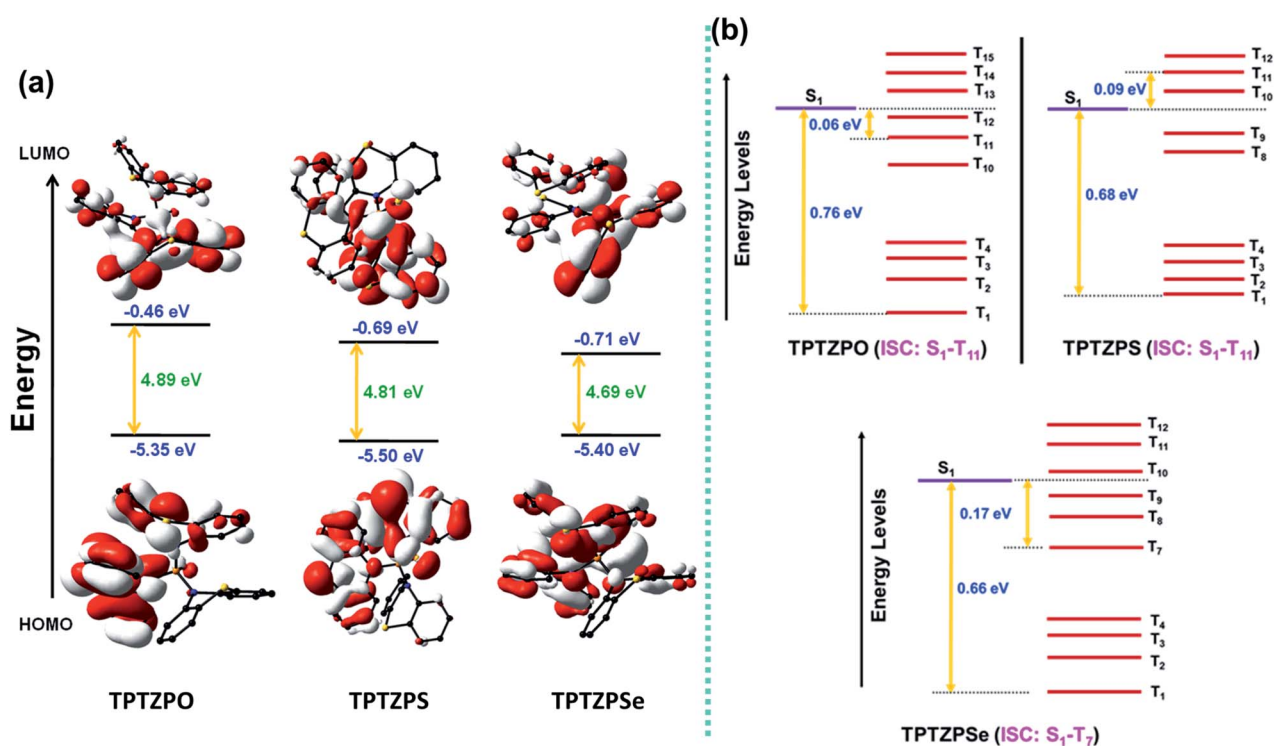 (a)
LUMO
Energy
HOMO
-0.46 eV
4.89 eV
-5.35 eV
TPTZPO
-0.69 eV
4.81 eV
-5.50 eV
TPTZPS
-0.71 eV
4.69 eV
-5.40 eV
TPTZPSe
(b)
Energy Levels
S₁
0.06 eV
0.76 eV
T₁₅
T₁₄
T₁₃
T₁₂
T₁₁
T₁₀
T₄
T₃
T₂
T₁
TPTZPO (ISC: S₁-T₁₁)
S₁
0.09 eV
0.68 eV
T₁₂
T₁₁
T₁₀
T₉
T₈
T₄
T₃
T₂
T₁
TPTZPS (ISC: S₁-T₁₁)
Energy Levels
S₁
0.17 eV
0.66 eV
T₁₂
T₁₁
T₁₀
T₉
T₈
T₇
T₄
T₃
T₂
T₁
TPTZPSe (ISC: S₁-T₇)